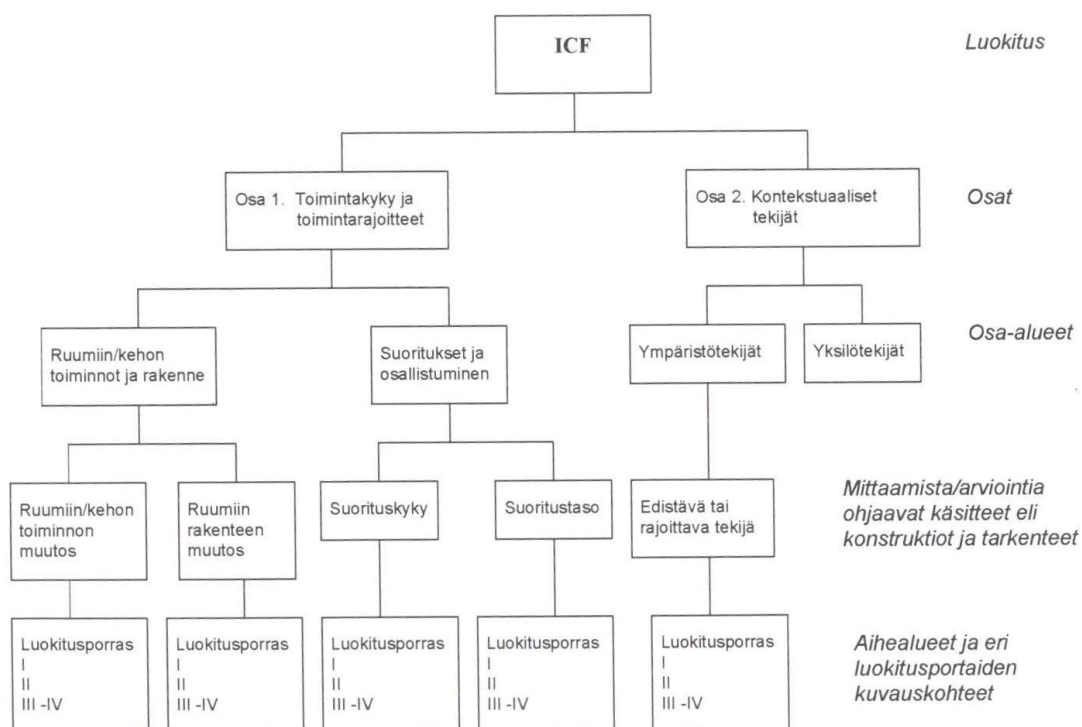 ICF
Luokitus
Osa 1. Toimintakyky ja
toimintarajoitteet
Osa 2. Kontekstuaaliset
tekijät
Osat
Ruumiin/kehon
toiminnot ja rakenne
Suoritukset ja
osallistuminen
Ympäristötekijät
Yksilötekijät
Osa-alueet
Ruumiin/kehon
toiminnon
muutos
Ruumiin
rakenteen
muutos
Suorituskyky
Suoritustaso
Edistävä tai
rajoittava tekijä
Mittaamista/arviointia
ohjaavat käsitteet eli
konstruktiot ja tarkenteet
Luokitusporras
I
II
III -IV
Luokitusporras
I
II
III -IV
Luokitusporras
I
II
III -IV
Luokitusporras
I
II
III -IV
Luokitusporras
I
II
III -IV
Aihealueet ja eri
luokitusportaiden
kuvauskohteet